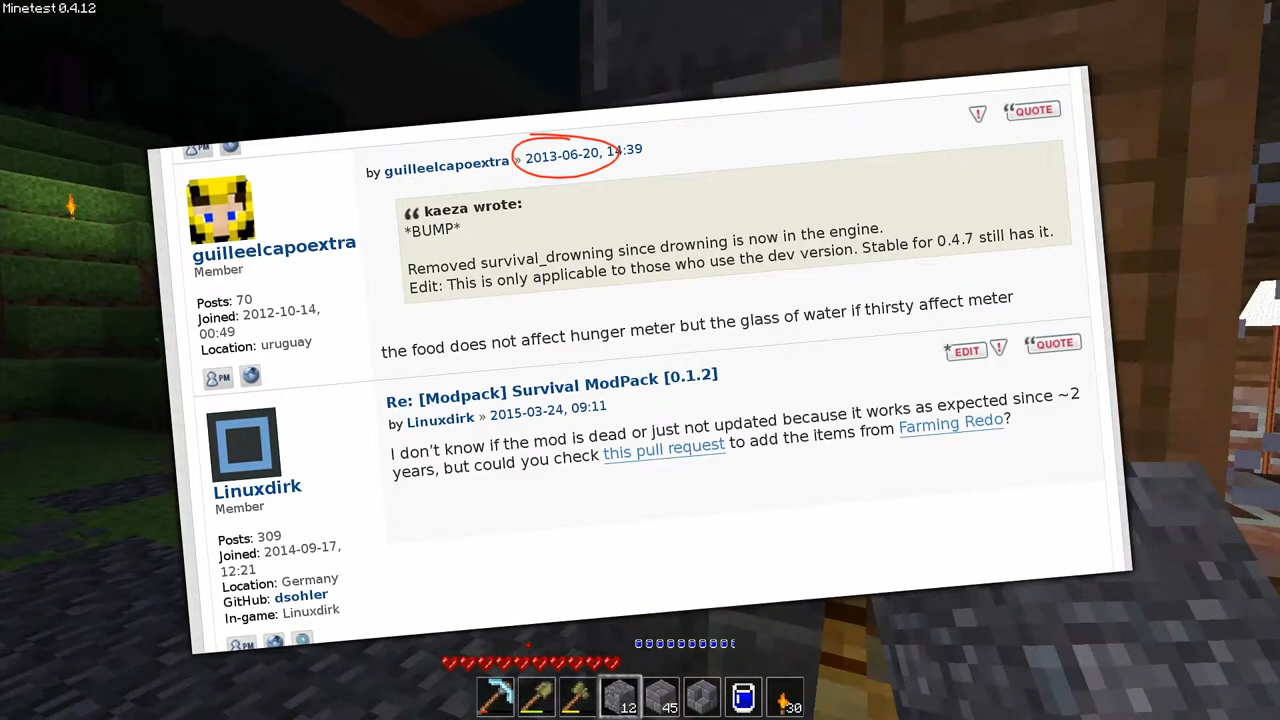 Minetest 0.4.12
PM
QUOTE
by guilleelcapoextra » 2013-06-20, 14:39
kaeza wrote:
*BUMP*
Removed survival_drowning since drowning is now in the engine.
Edit: This is only applicable to those who use the dev version. Stable for 0.4.7 still has it.
the food does not affect hunger meter but the glass of water if thirsty affect meter
guilleelcapoextra
Member
Posts: 70
Joined: 2012-10-14,
00:49
Location: uruguay
PM
EDIT
QUOTE
Re: [Modpack] Survival ModPack [0.1.2]
by Linuxdirk » 2015-03-24, 09:11
I don't know if the mod is dead or just not updated because it works as expected since ~2
years, but could you check this pull request to add the items from Farming Redo?
Linuxdirk
Member
Posts: 309
Joined: 2014-09-17,
12:21
Location: Germany
GitHub: dsohler
In-game: Linuxdirk
PM
12
45
30